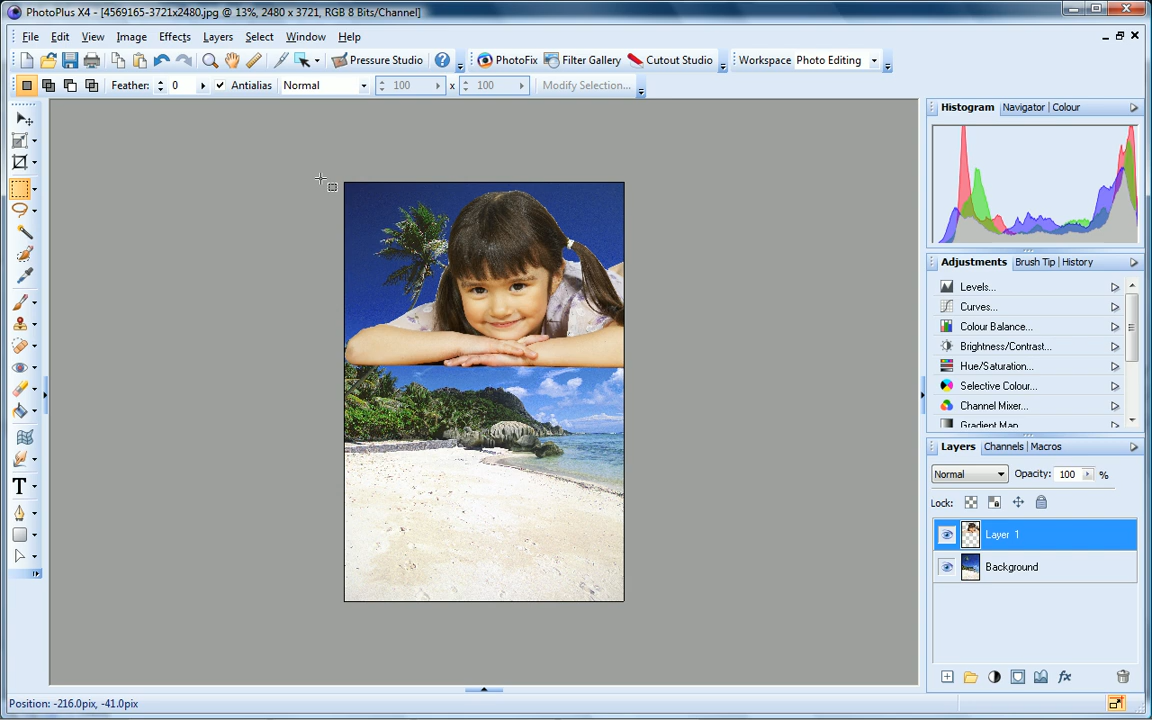 PhotoPlus X4 - [4569165-3721x2480.jpg @ 13%, 2480 x 3721, RGB 8 Bits/Channel]
File Edit View Image Effects Layers Select Window Help
Pressure Studio PhotoFix Filter Gallery Cutout Studio Workspace Photo Editing
Feather: 0 Antialias Normal 100 x 100 Modify Selection...
Histogram Navigator | Colour
Adjustments Brush Tip | History
Levels...
Curves...
Colour Balance...
Brightness/Contrast...
Hue/Saturation...
Selective Colour...
Channel Mixer...
Gradient Map
Layers Channels | Macros
Normal Opacity: 100 %
Lock:
Layer 1
Background
Position: -216.0pix, -41.0pix